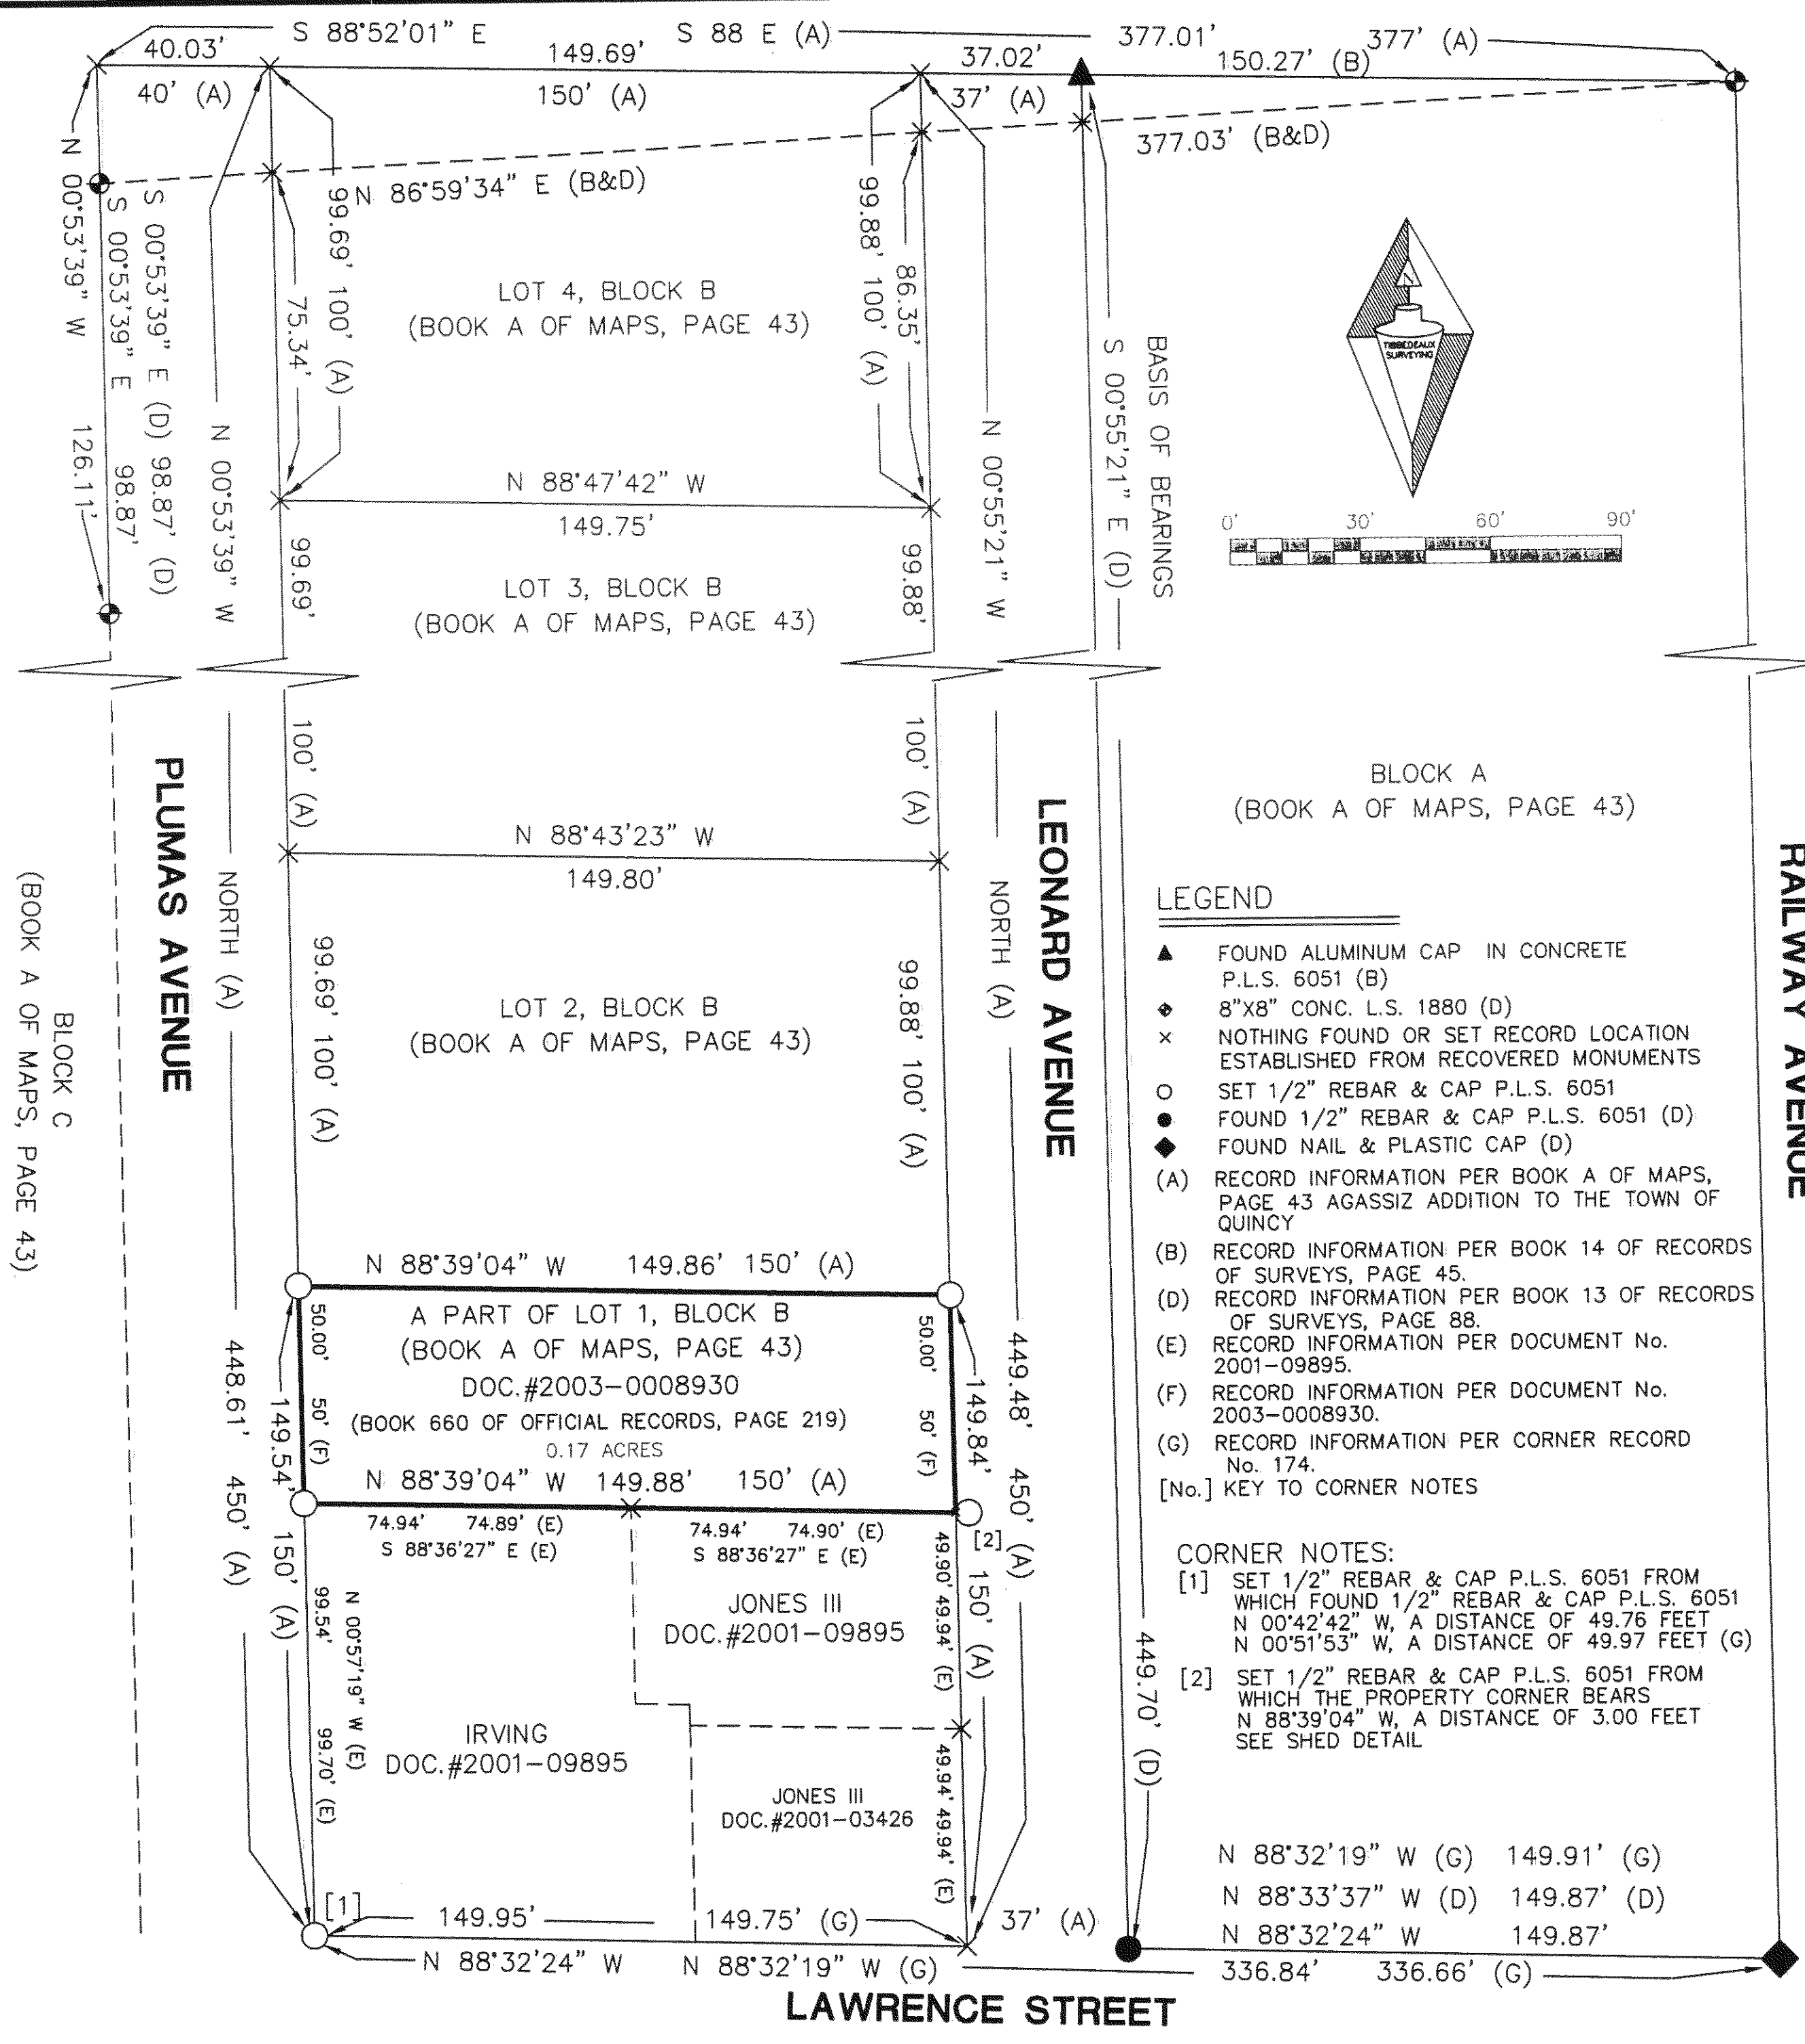 S 88°52'01" E
S 88 E (A)
377.01'
377' (A)
40.03'
149.69'
37.02'
150.27' (B)
40' (A)
150' (A)
37' (A)
377.03' (B&D)
N 86°59'34" E (B&D)
N 00°53'39" W
126.11'
S 00°53'39" E
98.87'
S 00°53'39" E (D) 98.87' (D)
N 00°53'39" W
75.34'
99.69' 100' (A)
99.88' 100' (A)
86.35'
N 00°55'21" W
S 00°55'21" E (D)
BASIS OF BEARINGS
LOT 4, BLOCK B
(BOOK A OF MAPS, PAGE 43)
N
TIBBEDEAUX
SURVEYING
0' 30' 60' 90'
N 88°47'42" W
149.75'
99.69'
99.88'
LOT 3, BLOCK B
(BOOK A OF MAPS, PAGE 43)
100' (A)
100' (A)
N 88°43'23" W
149.80'
BLOCK A
(BOOK A OF MAPS, PAGE 43)
PLUMAS AVENUE
LEONARD AVENUE
RAILWAY AVENUE
BLOCK C
(BOOK A OF MAPS, PAGE 43)
NORTH (A)
448.61' 450' (A)
NORTH (A)
449.48' 450' (A)
99.69' 100' (A)
99.88' 100' (A)
LOT 2, BLOCK B
(BOOK A OF MAPS, PAGE 43)
LEGEND
FOUND ALUMINUM CAP IN CONCRETE
P.L.S. 6051 (B)
8"X8" CONC. L.S. 1880 (D)
NOTHING FOUND OR SET RECORD LOCATION
ESTABLISHED FROM RECOVERED MONUMENTS
SET 1/2" REBAR & CAP P.L.S. 6051
FOUND 1/2" REBAR & CAP P.L.S. 6051 (D)
FOUND NAIL & PLASTIC CAP (D)
(A) RECORD INFORMATION PER BOOK A OF MAPS,
PAGE 43 AGASSIZ ADDITION TO THE TOWN OF
QUINCY
(B) RECORD INFORMATION PER BOOK 14 OF RECORDS
OF SURVEYS, PAGE 45.
(D) RECORD INFORMATION PER BOOK 13 OF RECORDS
OF SURVEYS, PAGE 88.
(E) RECORD INFORMATION PER DOCUMENT No.
2001-09895.
(F) RECORD INFORMATION PER DOCUMENT No.
2003-0008930.
(G) RECORD INFORMATION PER CORNER RECORD
No. 174.
[No.] KEY TO CORNER NOTES
N 88°39'04" W 149.86' 150' (A)
A PART OF LOT 1, BLOCK B
(BOOK A OF MAPS, PAGE 43)
DOC.#2003-0008930
(BOOK 660 OF OFFICIAL RECORDS, PAGE 219)
0.17 ACRES
N 88°39'04" W 149.88' 150' (A)
50.00' 50' (F)
50.00' 50' (F)
149.54' 150' (A)
149.84' 150' (A)
74.94' 74.89' (E)
S 88°36'27" E (E)
74.94' 74.90' (E)
S 88°36'27" E (E)
[2]
99.54' 99.70' (E)
N 00°57'19" W (E)
49.90' 49.94' (E)
49.94' 49.94' (E)
JONES III
DOC.#2001-09895
IRVING
DOC.#2001-09895
JONES III
DOC.#2001-03426
449.70' (D)
CORNER NOTES:
[1] SET 1/2" REBAR & CAP P.L.S. 6051 FROM
WHICH FOUND 1/2" REBAR & CAP P.L.S. 6051
N 00°42'42" W, A DISTANCE OF 49.76 FEET
N 00°51'53" W, A DISTANCE OF 49.97 FEET (G)
[2] SET 1/2" REBAR & CAP P.L.S. 6051 FROM
WHICH THE PROPERTY CORNER BEARS
N 88°39'04" W, A DISTANCE OF 3.00 FEET
SEE SHED DETAIL
N 88°32'19" W (G) 149.91' (G)
N 88°33'37" W (D) 149.87' (D)
N 88°32'24" W 149.87'
[1]
149.95'
149.75' (G)
37' (A)
N 88°32'24" W
N 88°32'19" W (G)
336.84' 336.66' (G)
LAWRENCE STREET